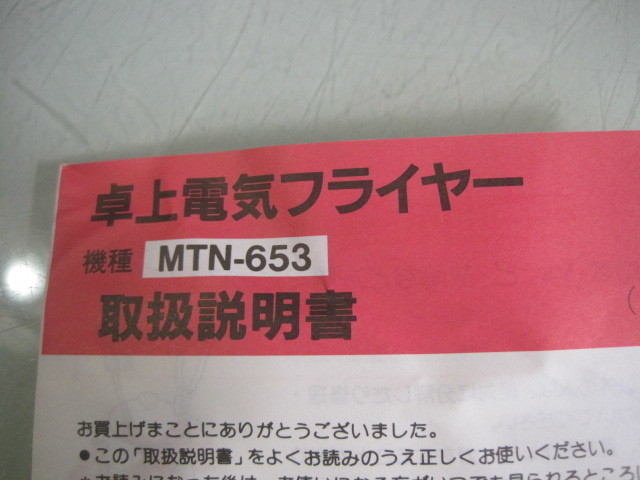 卓上電気フライヤー
機種 MTN-653
取扱説明書
お買上げまことにありがとうございました。
●この「取扱説明書」をよくお読みのうえ正しくお使いください。